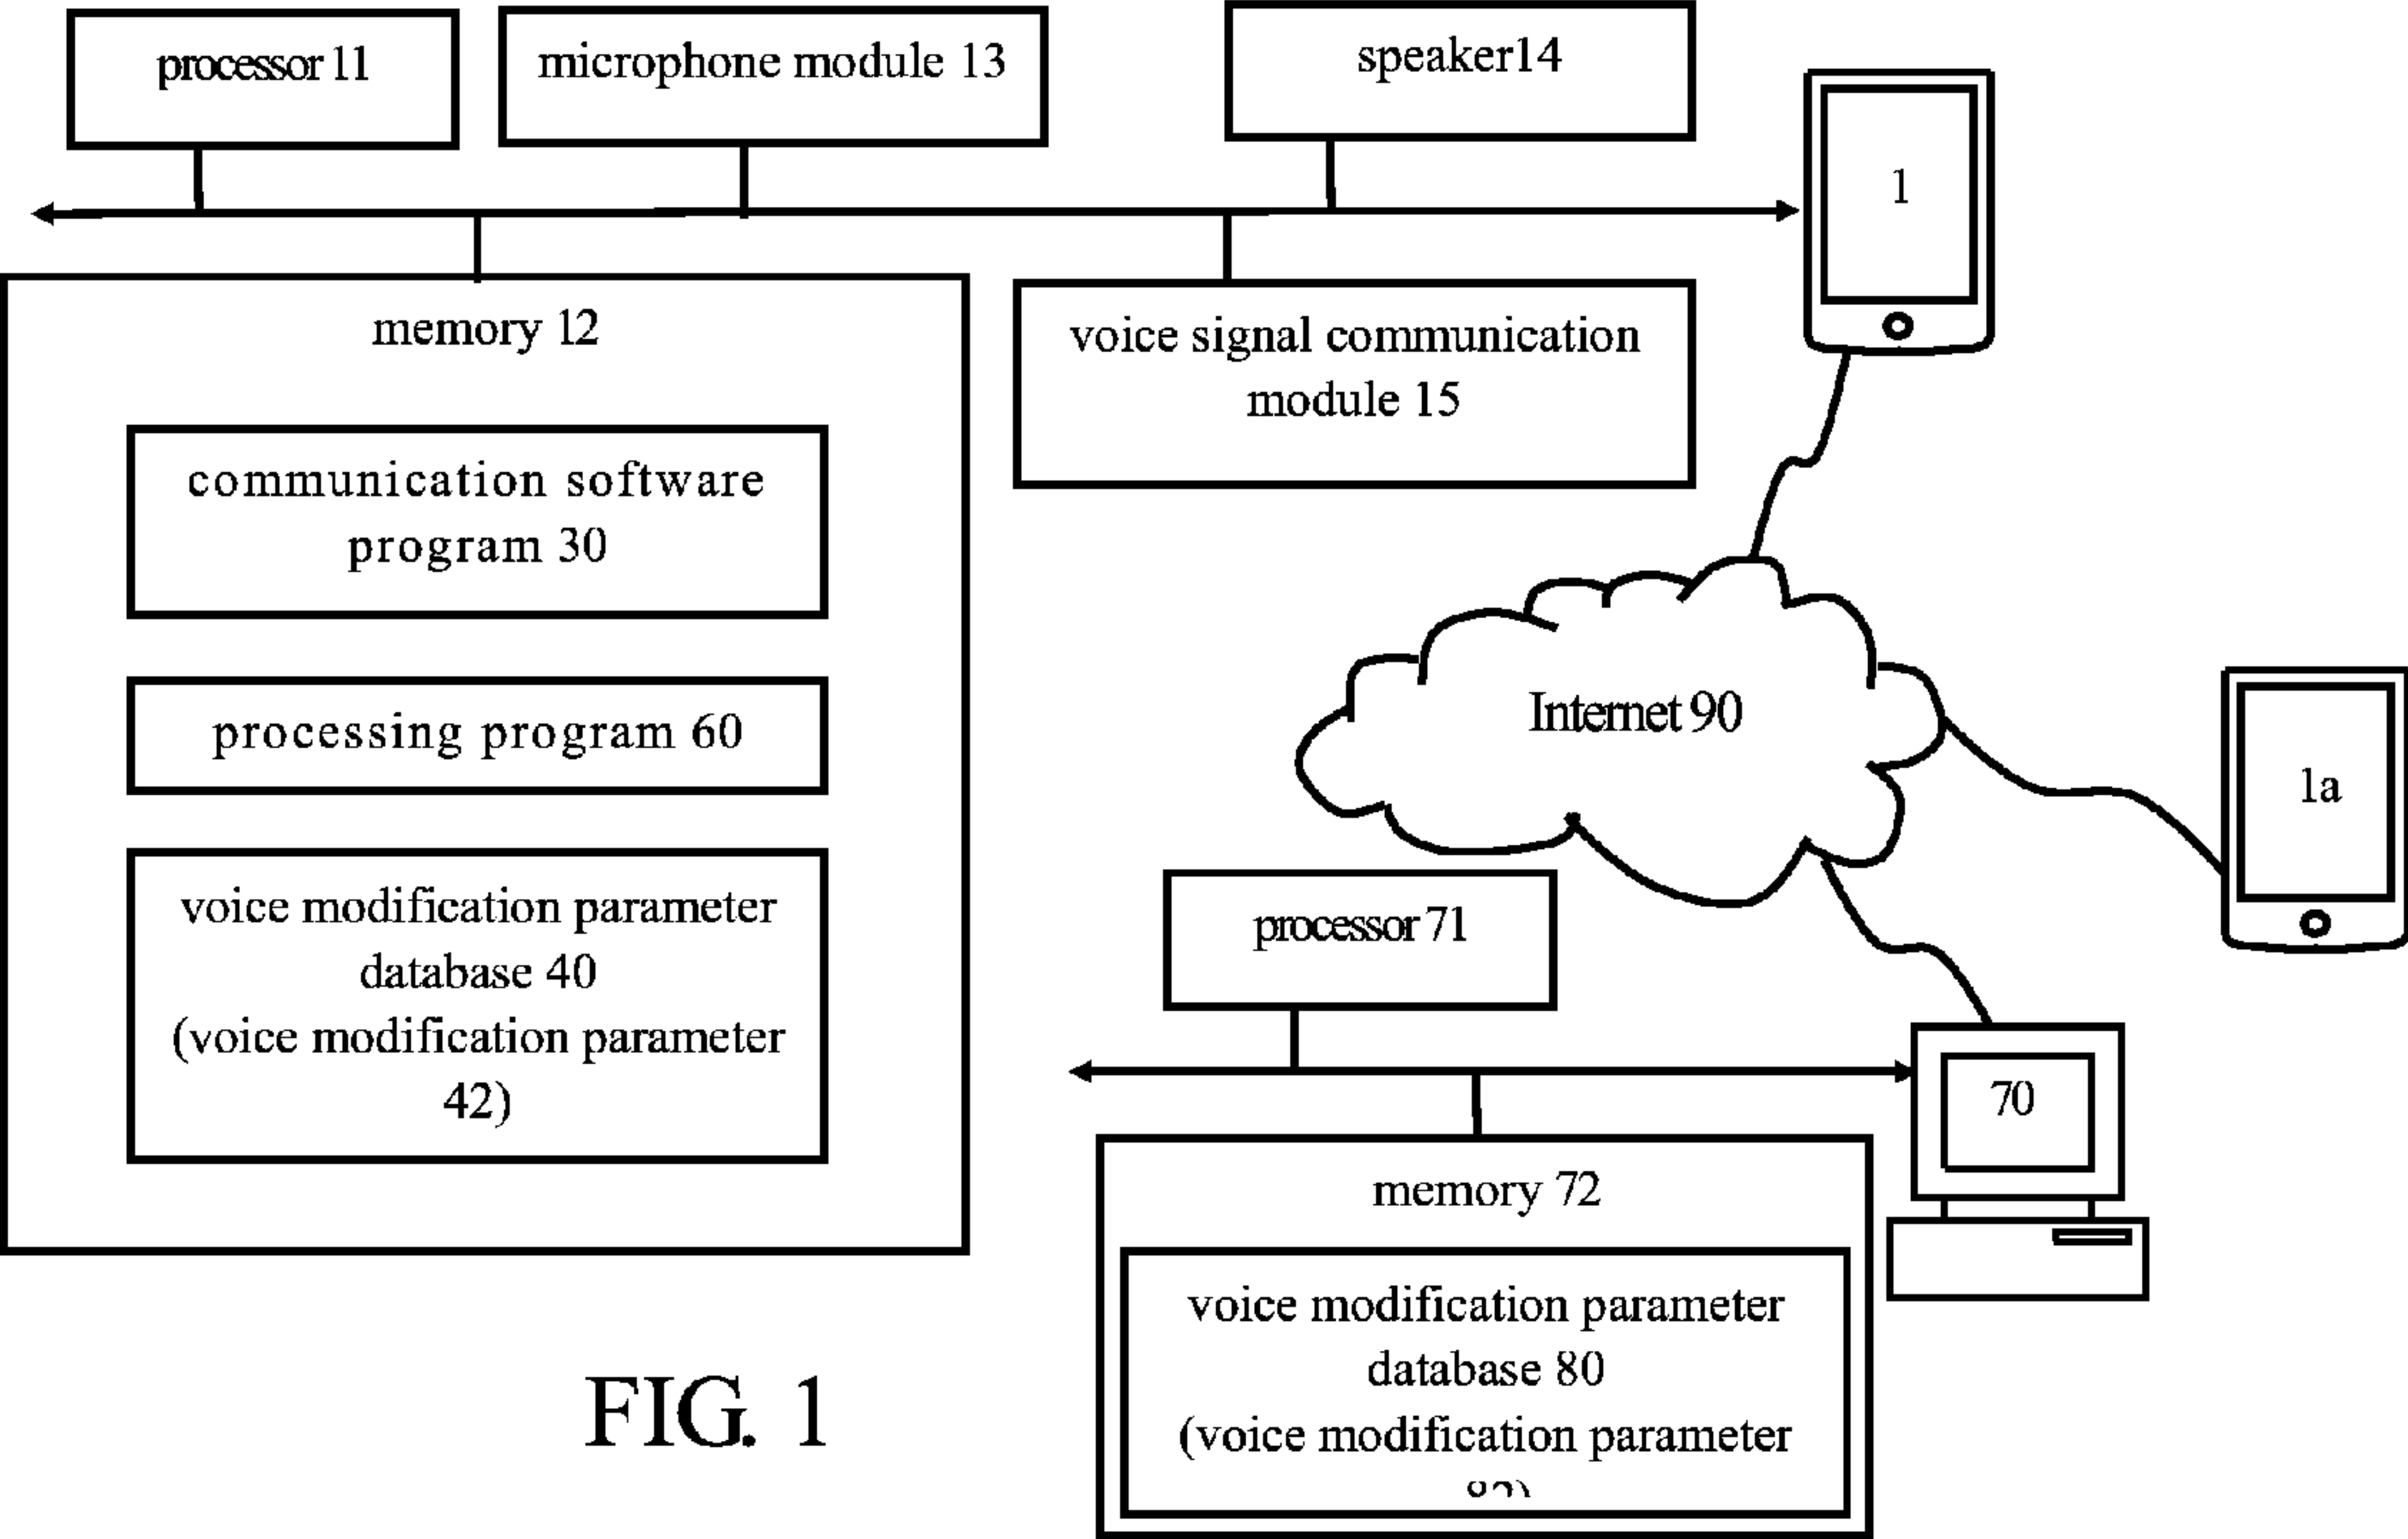 processor 11
microphone module 13
speaker14
1
memory 12
voice signal communication
module 15
communication software
program 30
processing program 60
voice modification parameter
database 40
(voice modification parameter
42)
Internet 90
1a
processor 71
70
memory 72
voice modification parameter
database 80
(voice modification parameter
FIG. 1